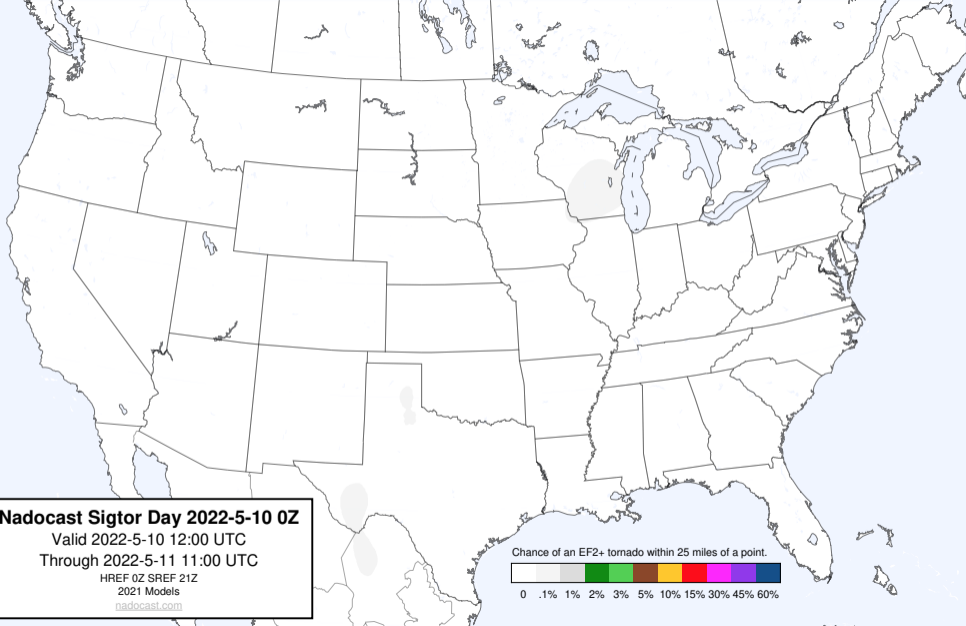 Nadocast Sigtor Day 2022-5-10 0Z
Valid 2022-5-10 12:00 UTC
Through 2022-5-11 11:00 UTC
HREF 0Z SREF 21Z
2021 Models
nadocast.com
Chance of an EF2+ tornado within 25 miles of a point.
0 .1% 1% 2% 3% 5% 10% 15% 30% 45% 60%